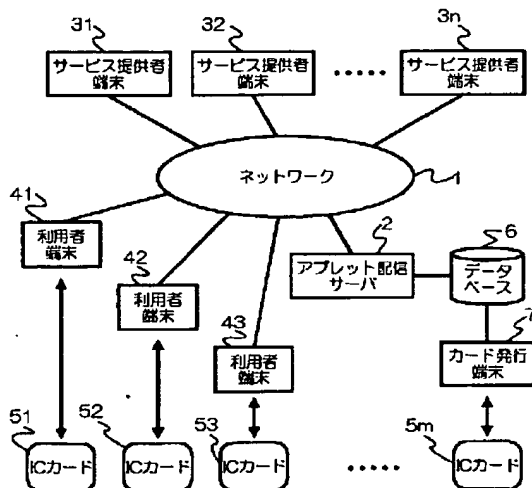 31
32
3n
サービス提供者
端末
サービス提供者
端末
.....
サービス提供者
端末
ネットワーク
1
41
利用者
端末
42
利用者
端末
43
利用者
端末
2
アプレット配信
サーバ
6
データ
ベース
7
カード発行
端末
51
ICカード
52
ICカード
53
ICカード
.....
5m
ICカード